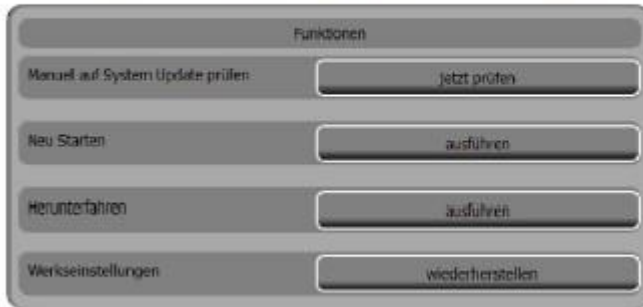 Funktionen
Manuell auf System Update prüfen jetzt prüfen
Neu Starten ausführen
Herunterfahren ausführen
Werkseinstellungen wiederherstellen